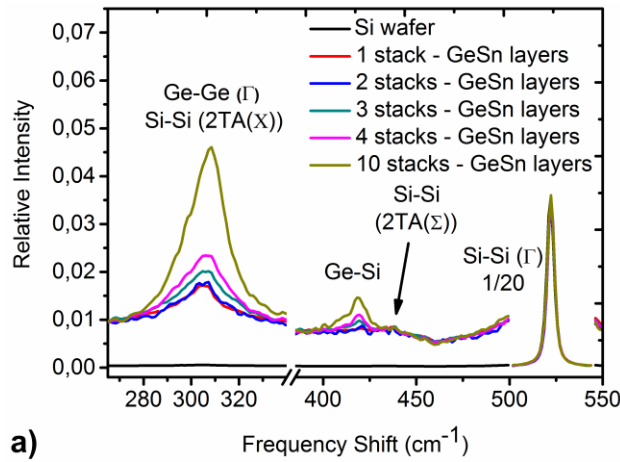 0,07
0,06
0,05
0,04
0,03
0,02
0,01
0,00
Relative Intensity
Si wafer
1 stack - GeSn layers
2 stacks - GeSn layers
3 stacks - GeSn layers
4 stacks - GeSn layers
10 stacks - GeSn layers
Ge-Ge (Γ)
Si-Si (2TA(X))
Si-Si
(2TA(Σ))
Ge-Si
Si-Si (Γ)
1/20
280 300 320 400 450 500 550
Frequency Shift (cm-1)
a)